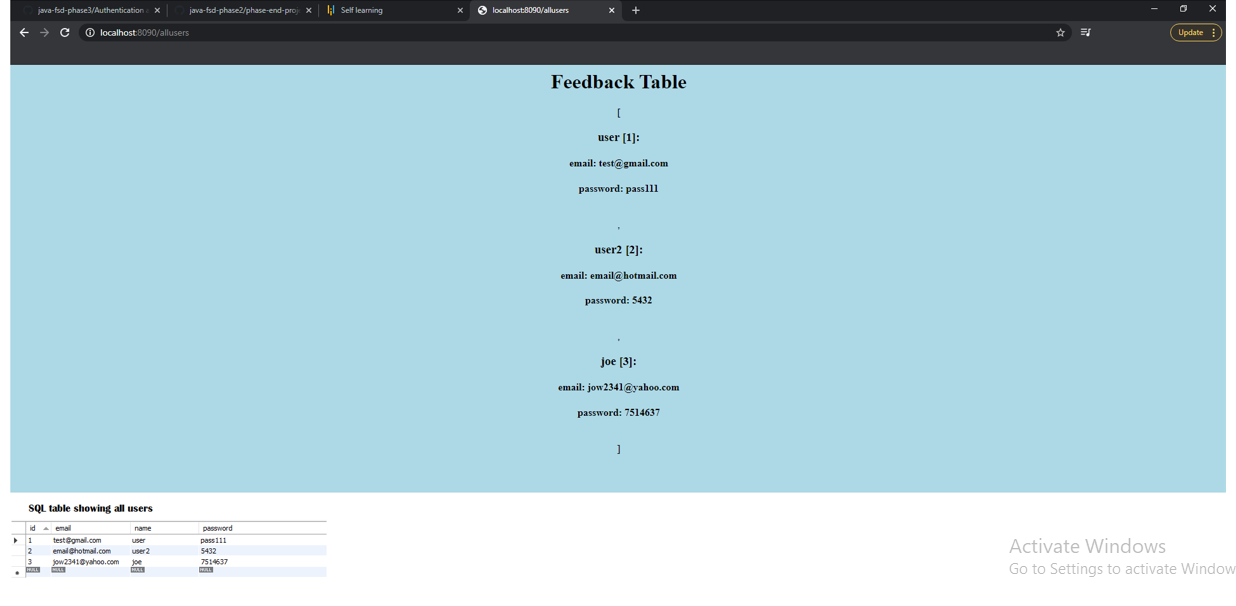 java-fsd-phase3/Authentication
java-fsd-phase2/phase-end-proj
Self learning
localhost:8090/allusers
localhost:8090/allusers
Update
Feedback Table
[
user [1]:
email: test@gmail.com
password: pass111
,
user2 [2]:
email: email@hotmail.com
password: 5432
,
joe [3]:
email: jow2341@yahoo.com
password: 7514637
]
SQL table showing all users
id email name password
1 test@gmail.com user pass111
2 email@hotmail.com user2 5432
3 jow2341@yahoo.com joe 7514637
NULL NULL NULL NULL
Activate Windows
Go to Settings to activate Window